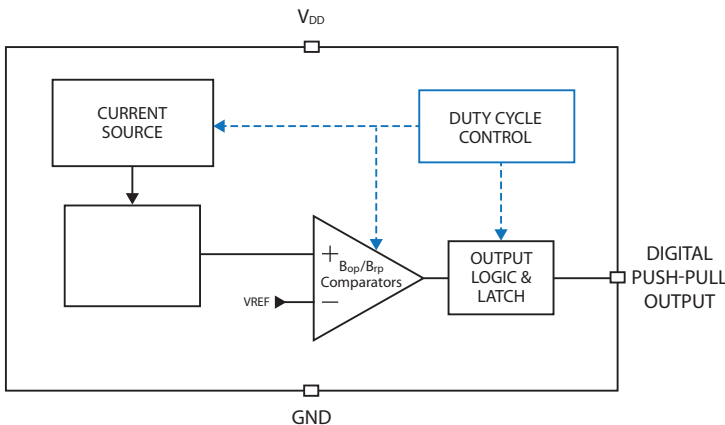 VDD
CURRENT
SOURCE
DUTY CYCLE
CONTROL
+
Bop/Brp
Comparators
VREF
−
OUTPUT
LOGIC &
LATCH
DIGITAL
PUSH-PULL
OUTPUT
GND